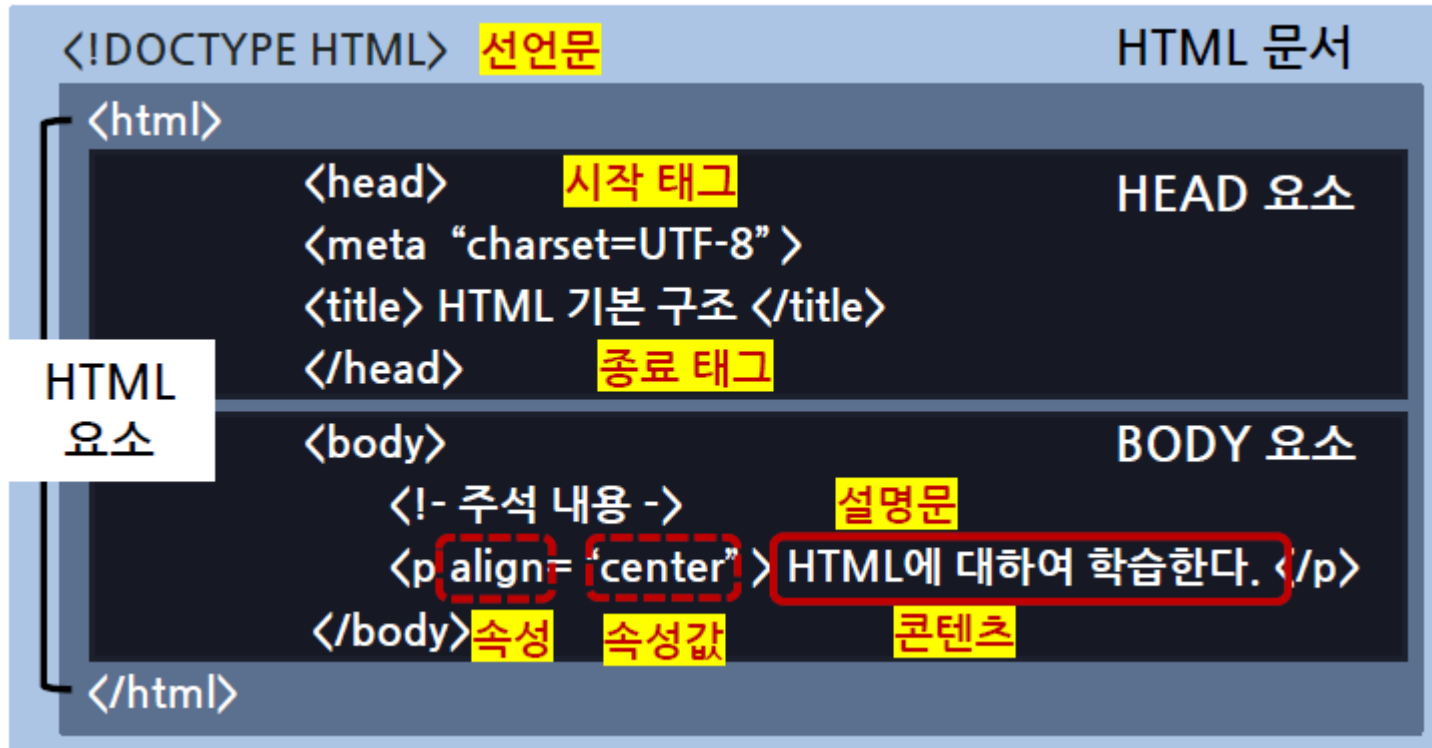 <!DOCTYPE HTML> 선언문 HTML 문서
<html>
<head> 시작 태그 HEAD 요소
<meta “charset=UTF-8” >
<title> HTML 기본 구조 </title>
</head> 종료 태그
HTML
요소
<body> BODY 요소
<!- 주석 내용 -> 설명문
<p align= “center” > HTML에 대하여 학습한다. </p>
</body> 속성 속성값 콘텐츠
</html>